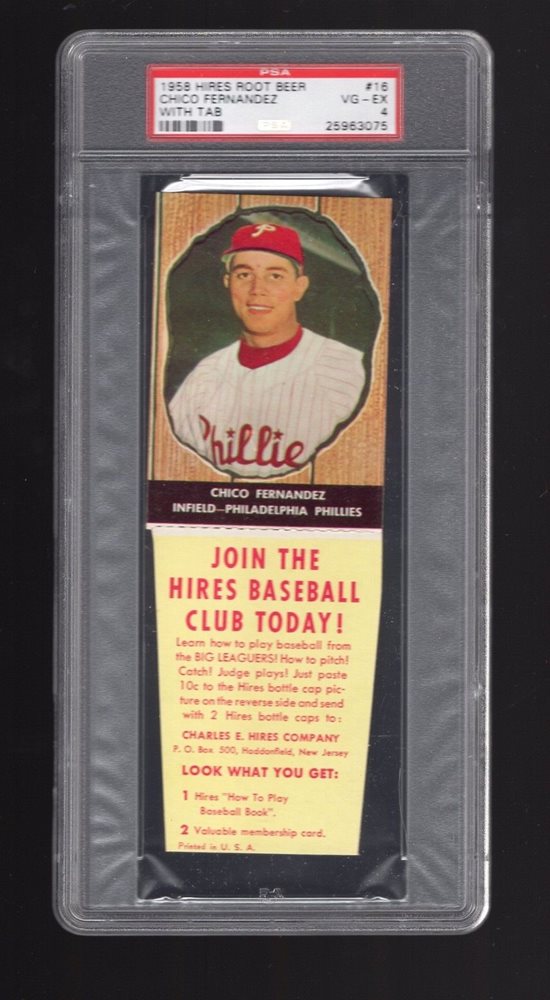 PSA
1958 HIRES ROOT BEER #16
CHICO FERNANDEZ VG - EX
WITH TAB 4
25963075
P
Phillie
CHICO FERNANDEZ
INFIELD—PHILADELPHIA PHILLIES
JOIN THE
HIRES BASEBALL
CLUB TODAY!
Learn how to play baseball from
the BIG LEAGUERS! How to pitch!
Catch! Judge plays! Just paste
10c to the Hires bottle cap pic-
ture on the reverse side and send
with 2 Hires bottle caps to:
CHARLES E. HIRES COMPANY
P. O. Box 500, Haddonfield, New Jersey
LOOK WHAT YOU GET:
1 Hires "How To Play
Baseball Book".
2 Valuable membership card.
Printed in U. S. A.